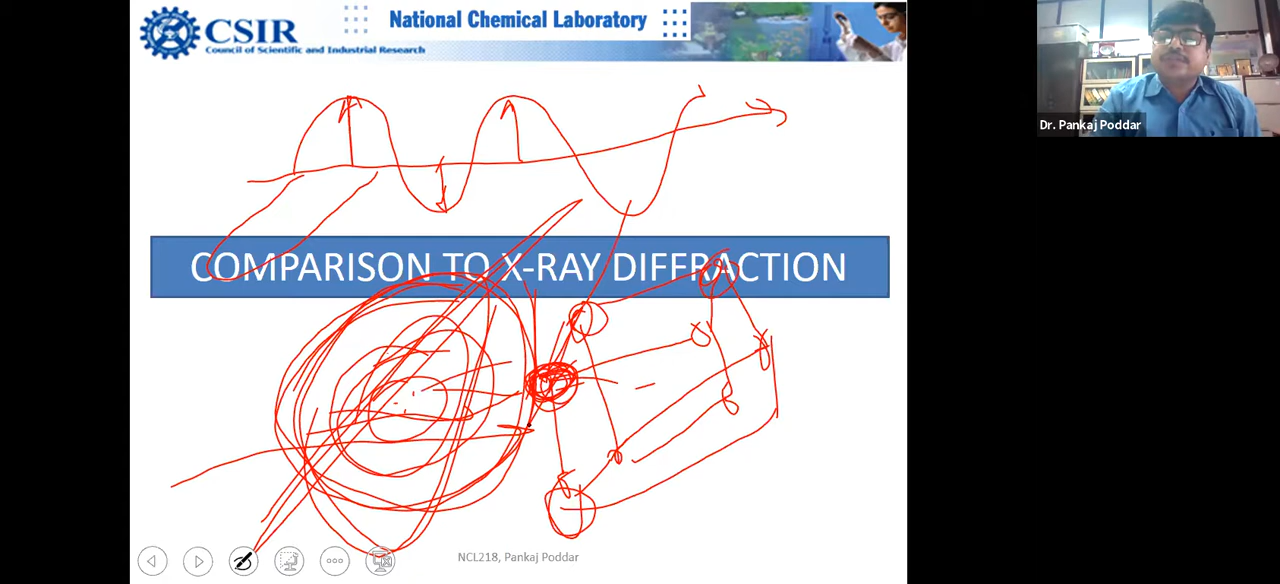 CSIR
Council of Scientific and Industrial Research
National Chemical Laboratory
Dr. Pankaj Poddar
COMPARISON TO X-RAY DIFFRACTION
NCL218, Pankaj Poddar